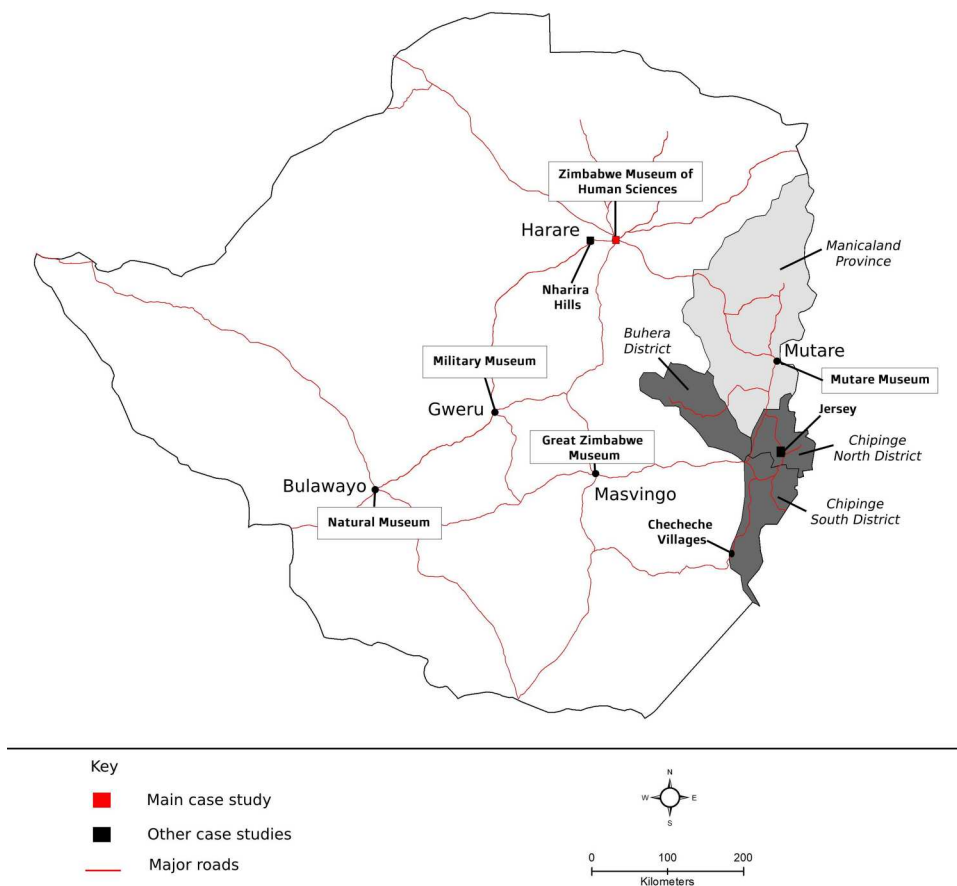 Zimbabwe Museum of
Human Sciences
Harare
Nharira
Hills
Manicaland
Province
Buhera
District
Mutare
Military Museum
Mutare Museum
Gweru
Jersey
Great Zimbabwe
Museum
Chipinge
North District
Bulawayo
Masvingo
Chipinge
South District
Natural Museum
Checheche
Villages
Key
Main case study
Other case studies
Major roads
N
W
E
S
0
100
200
Kilometers